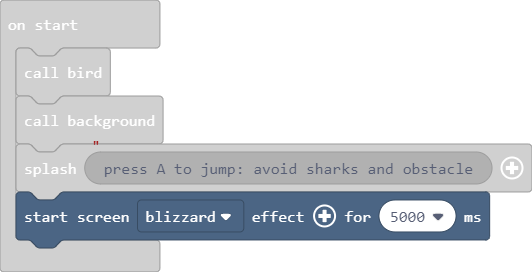 on start
call bird
call background
"
splash press A to jump: avoid sharks and obstacle
start screen blizzard effect for 5000 ms